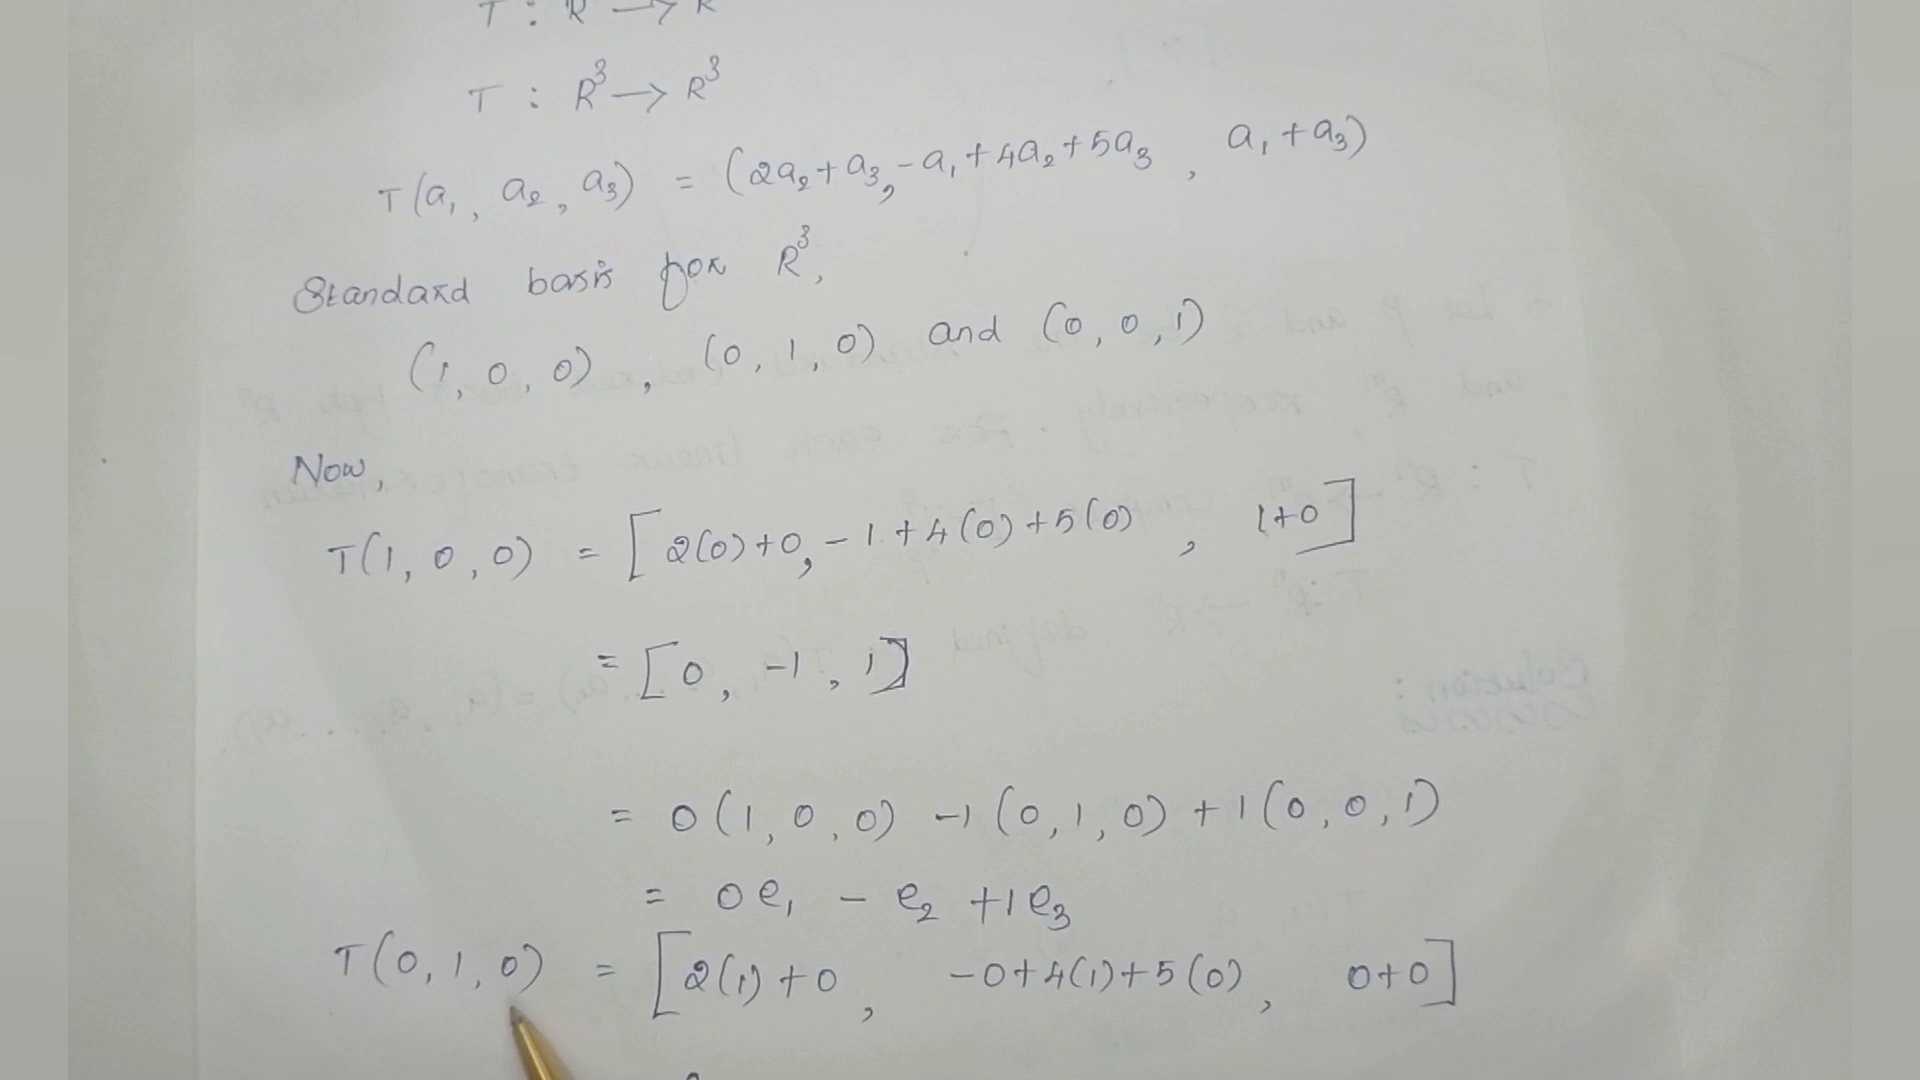 T : R → R
T : R³ → R³
T(a₁, a₂, a₃) = (2a₂+a₃, -a₁+4a₂+5a₃, a₁+a₃)
Standard basis for R³,
(1, 0, 0), (0, 1, 0) and (0, 0, 1)
Now,
T(1, 0, 0) = [2(0)+0, -1+4(0)+5(0), 1+0]
= [0, -1, 1]
= 0(1, 0, 0) -1(0, 1, 0) +1(0, 0, 1)
= 0e₁ - e₂ +1e₃
T(0, 1, 0) = [2(1)+0, -0+4(1)+5(0), 0+0]